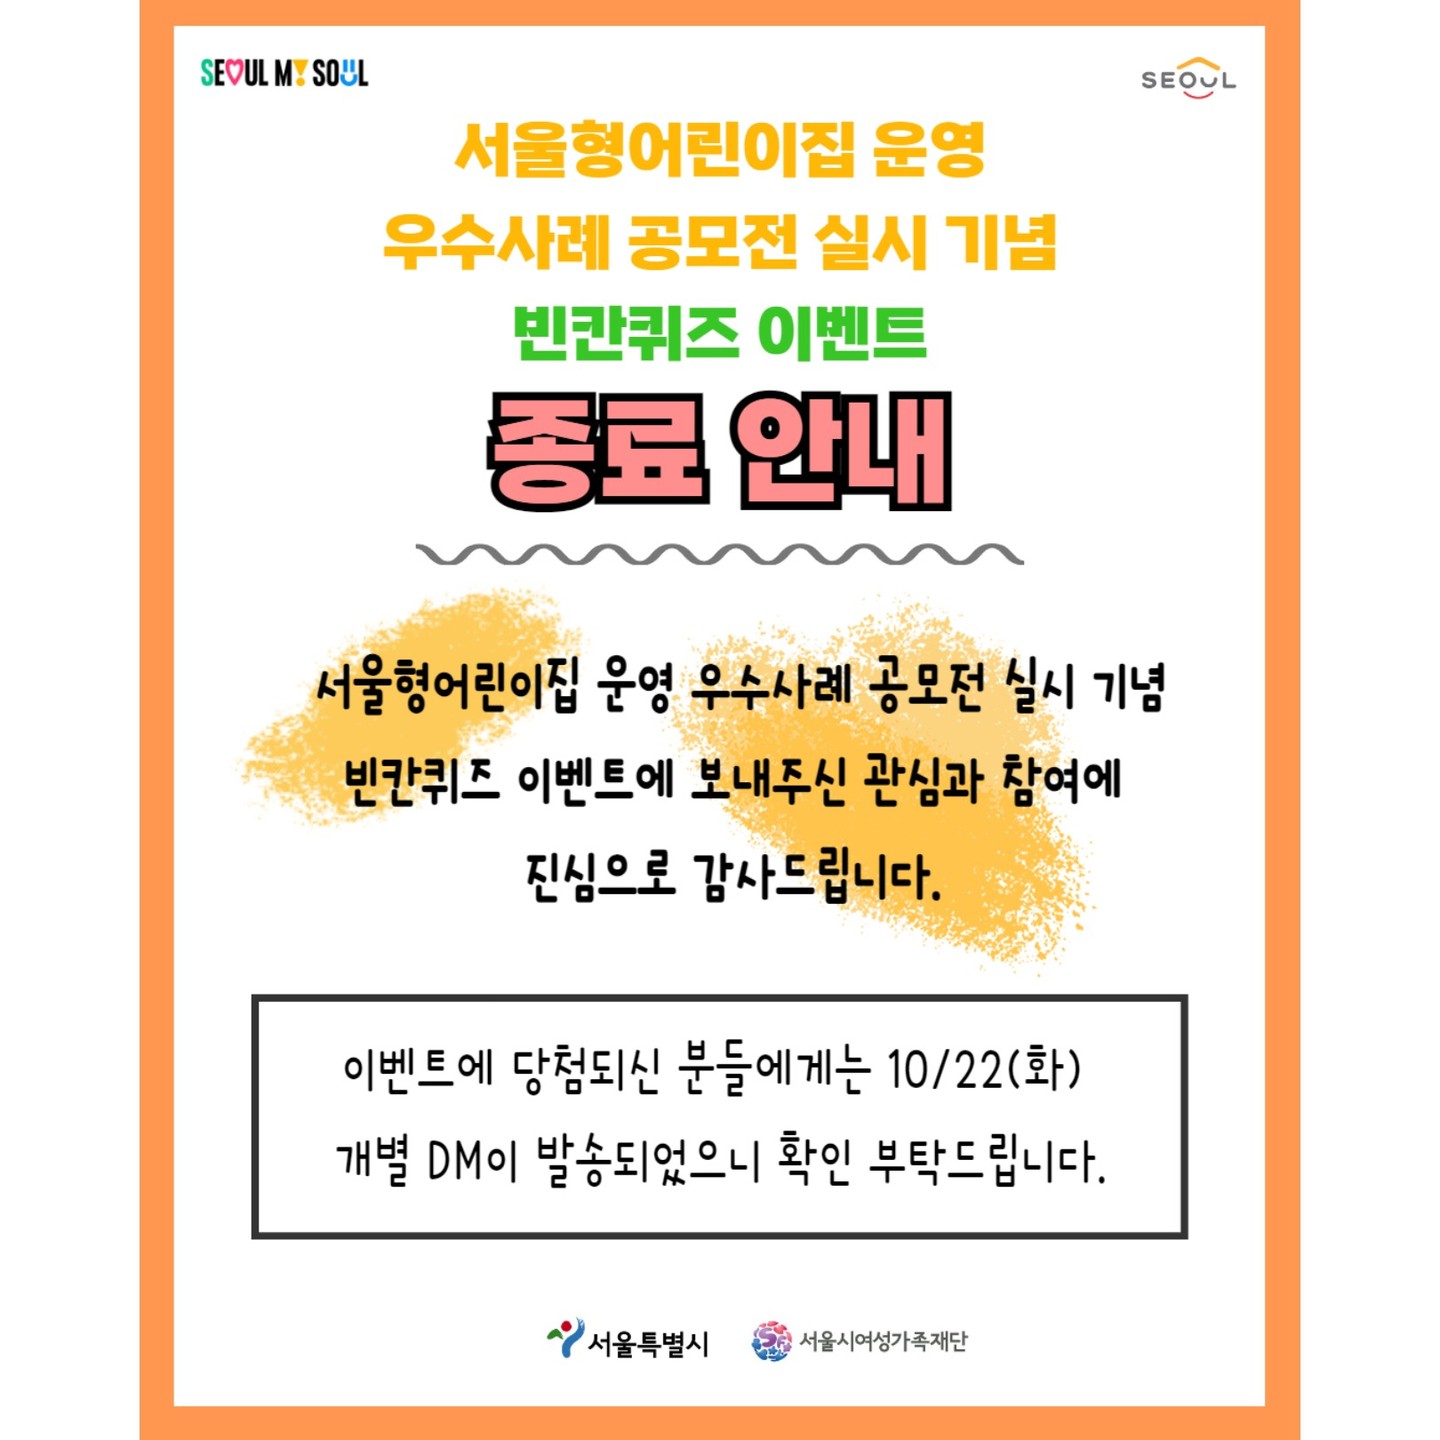 SEOUL MY SOUL
SEOUL
서울형어린이집 운영
우수사례 공모전 실시 기념
빈칸퀴즈 이벤트
종료 안내
서울형어린이집 운영 우수사례 공모전 실시 기념
빈칸퀴즈 이벤트에 보내주신 관심과 참여에
진심으로 감사드립니다.
이벤트에 당첨되신 분들에게는 10/22(화)
개별 DM이 발송되었으니 확인 부탁드립니다.
서울특별시
서울시여성가족재단